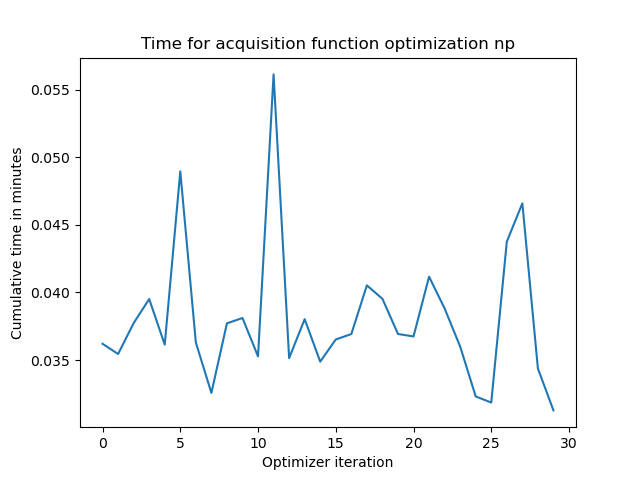 Time for acquisition function optimization np
Cumulative time in minutes
0.055
0.050
0.045
0.040
0.035
0 5 10 15 20 25 30
Optimizer iteration